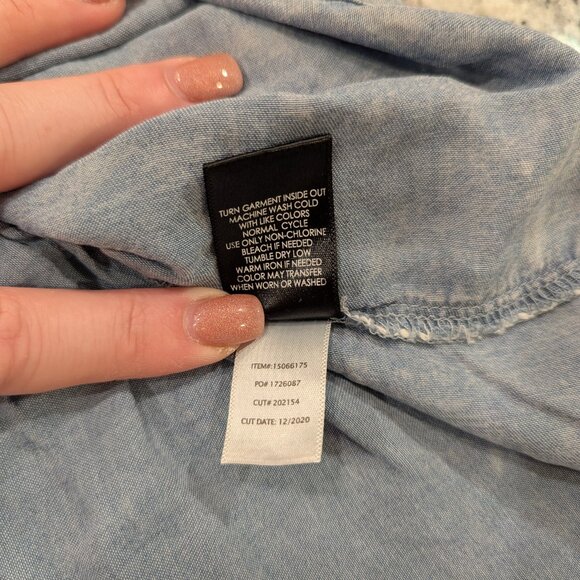 TURN GARMENT INSIDE OUT
MACHINE WASH COLD
WITH LIKE COLORS
NORMAL CYCLE
USE ONLY NON-CHLORINE
BLEACH IF NEEDED
TUMBLE DRY LOW
WARM IRON IF NEEDED
COLOR MAY TRANSFER
WHEN WORN OR WASHED
ITEM#:15066175
PO# 1726087
CUT# 202154
CUT DATE: 12/2020